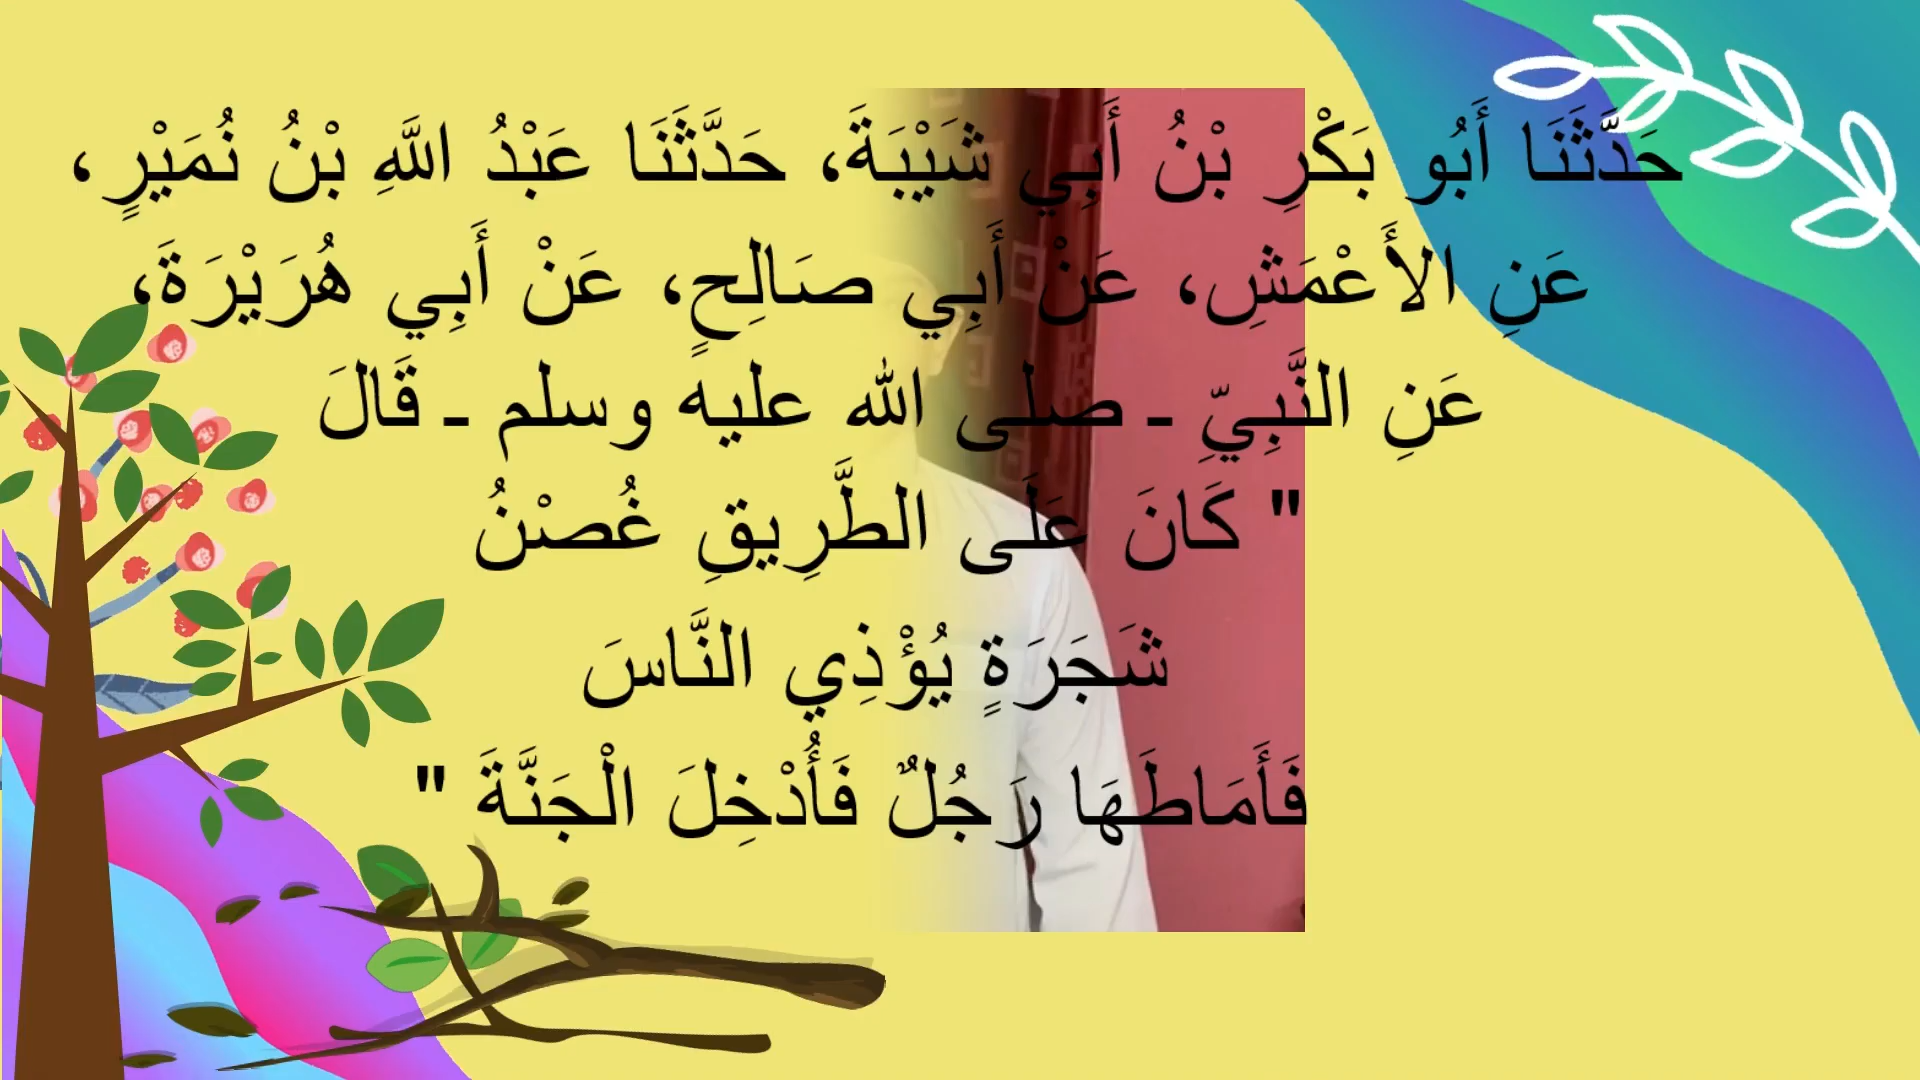 حَدَّثَنَا أَبُو بَكْرِ بْنُ أَبِي شَيْبَةَ، حَدَّثَنَا عَبْدُ اللَّهِ بْنُ نُمَيْرٍ،
عَنِ الأَعْمَشِ، عَنْ أَبِي صَالِحٍ، عَنْ أَبِي هُرَيْرَةَ،
عَنِ النَّبِيِّ ـ صلى الله عليه وسلم ـ قَالَ
" كَانَ عَلَى الطَّرِيقِ غُصْنُ
شَجَرَةٍ يُؤْذِي النَّاسَ
فَأَمَاطَهَا رَجُلٌ فَأُدْخِلَ الْجَنَّةَ "